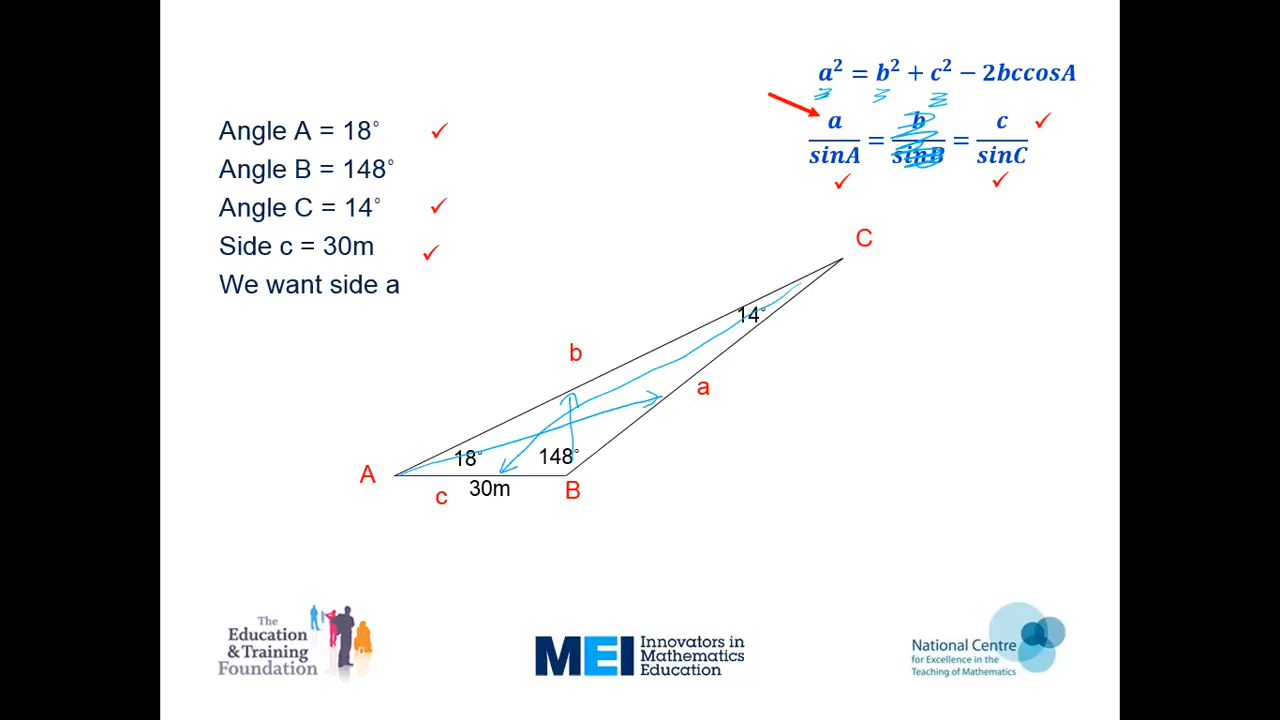 a² = b² + c² − 2bccosA
a/sinA = b/sinB = c/sinC
Angle A = 18°
Angle B = 148°
Angle C = 14°
Side c = 30m
We want side a
C
14°
b
a
18°
148°
A
c
30m
B
The
Education
& Training
Foundation
MEI
Innovators in
Mathematics
Education
National Centre
for Excellence in the
Teaching of Mathematics